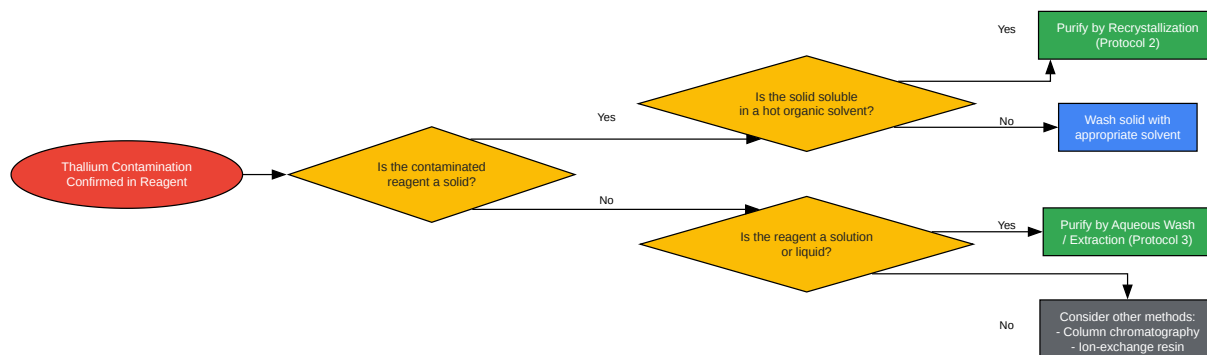 Thallium Contamination
Confirmed in Reagent
Is the contaminated
reagent a solid?
Yes
No
Is the solid soluble
in a hot organic solvent?
Yes
No
Purify by Recrystallization
(Protocol 2)
Wash solid with
appropriate solvent
Is the reagent a solution
or liquid?
Yes
No
Purify by Aqueous Wash
/ Extraction (Protocol 3)
Consider other methods:
- Column chromatography
- Ion-exchange resin